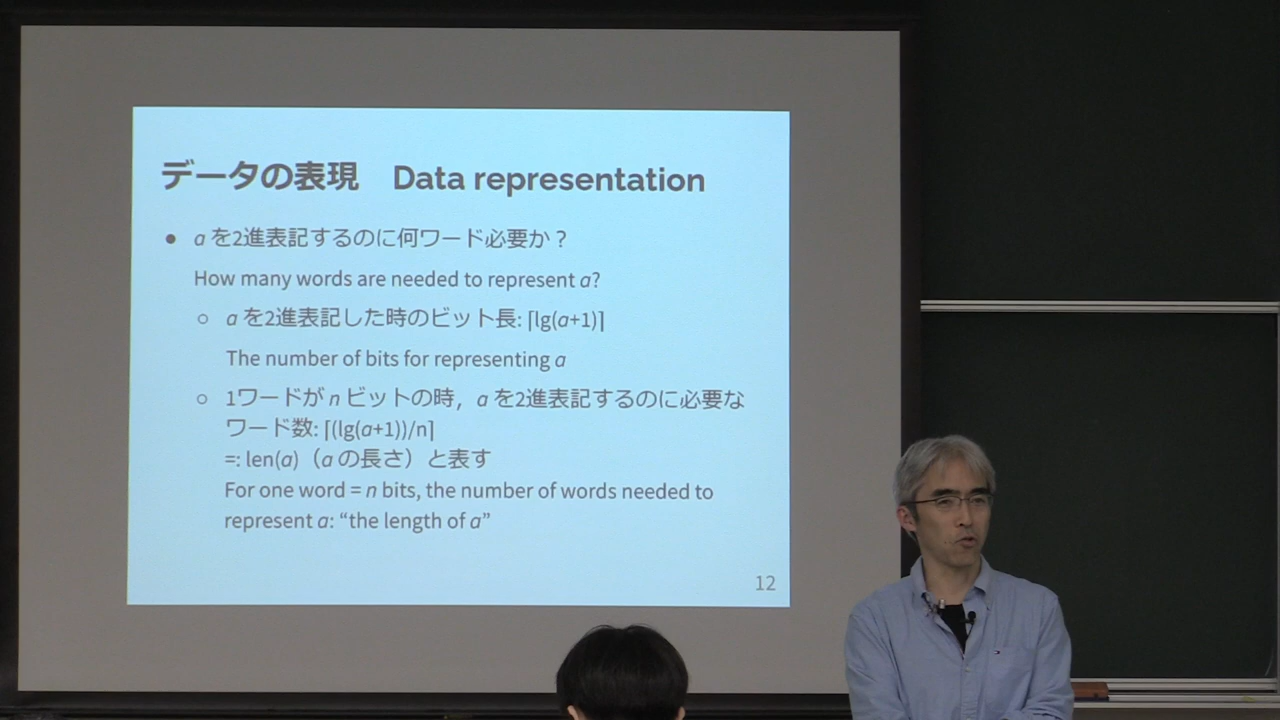 データの表現 Data representation
● a を2進表記するのに何ワード必要か？
How many words are needed to represent a?
○ a を2進表記した時のビット長: ⌈lg(a+1)⌉
The number of bits for representing a
○ 1ワードが n ビットの時，a を2進表記するのに必要な
ワード数: ⌈(lg(a+1))/n⌉
=: len(a)（a の長さ）と表す
For one word = n bits, the number of words needed to
represent a: “the length of a”
12